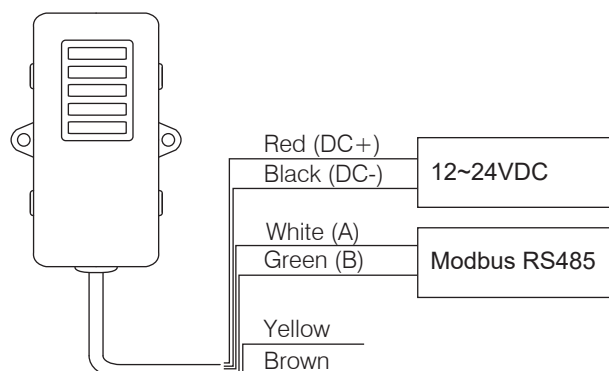 Red (DC+)
12~24VDC
Black (DC-)
White (A)
Modbus RS485
Green (B)
Yellow
Brown